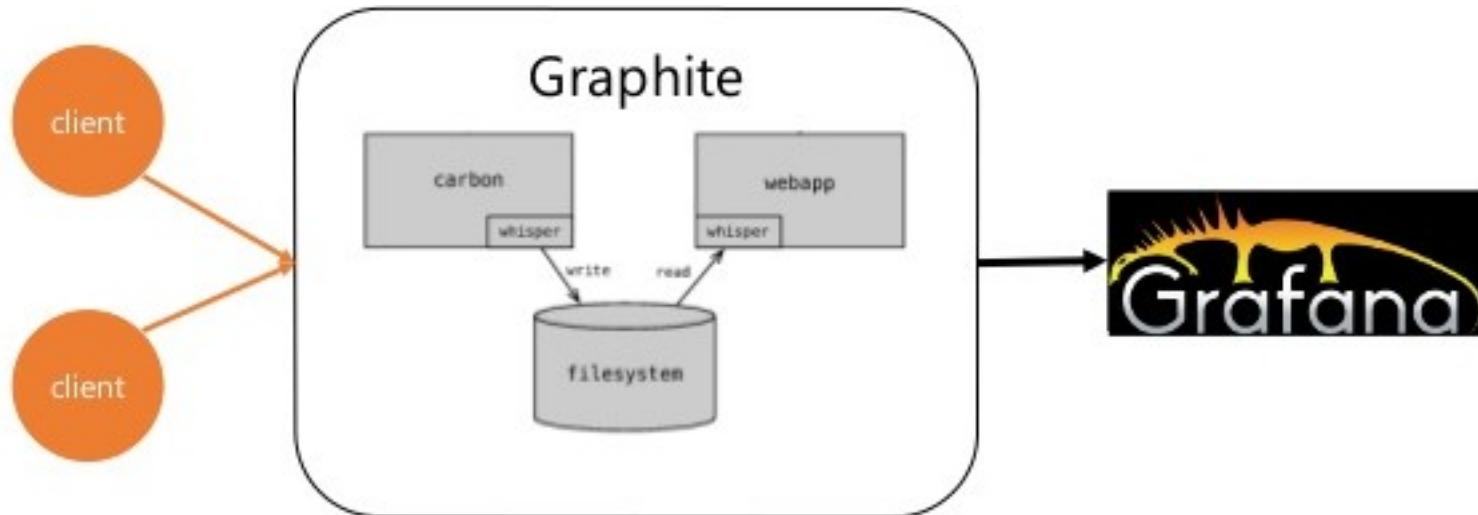 Graphite
client
carbon
webapp
whisper
whisper
write
read
Grafana
filesystem
client